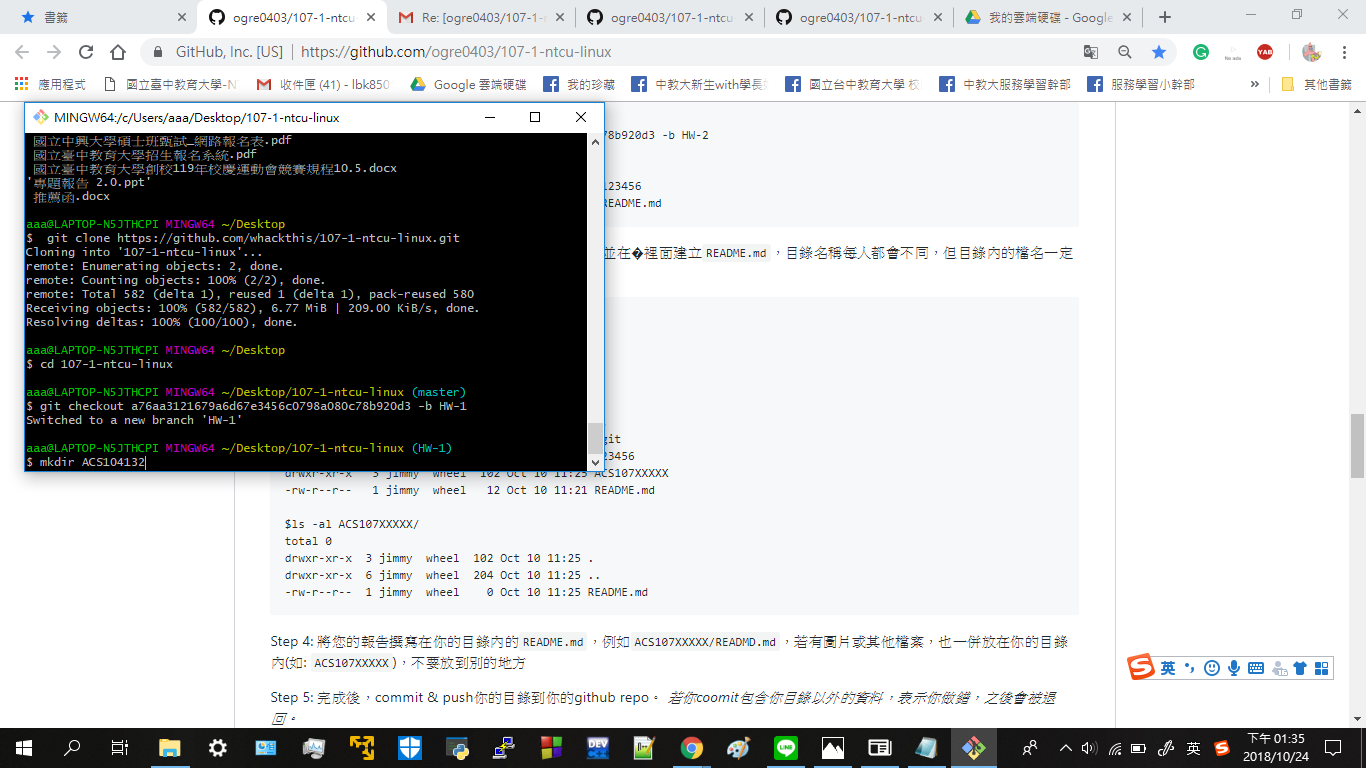 書籤
ogre0403/107-1-ntcu
Re: [ogre0403/107-1-
ogre0403/107-1-ntcu
ogre0403/107-1-ntcu
我的雲端硬碟 - Google
GitHub, Inc. [US] | https://github.com/ogre0403/107-1-ntcu-linux
應用程式
國立臺中教育大學-N
收件匣 (41) - lbk850
Google 雲端硬碟
我的珍藏
中教大新生with學長
國立台中教育大學 校
中教大服務學習幹部
服務學習小幹部
»
其他書籤
MINGW64:/c/Users/aaa/Desktop/107-1-ntcu-linux
國立中興大學碩士班甄試_網路報名表.pdf
國立臺中教育大學招生報名系統.pdf
國立臺中教育大學創校119年校慶運動會競賽規程10.5.docx
'專題報告 2.0.ppt'
推薦函.docx
aaa@LAPTOP-N5JTHCPI MINGW64 ~/Desktop
$  git clone https://github.com/whackthis/107-1-ntcu-linux.git
Cloning into '107-1-ntcu-linux'...
remote: Enumerating objects: 2, done.
remote: Counting objects: 100% (2/2), done.
remote: Total 582 (delta 1), reused 1 (delta 1), pack-reused 580
Receiving objects: 100% (582/582), 6.77 MiB | 209.00 KiB/s, done.
Resolving deltas: 100% (100/100), done.
aaa@LAPTOP-N5JTHCPI MINGW64 ~/Desktop
$ cd 107-1-ntcu-linux
aaa@LAPTOP-N5JTHCPI MINGW64 ~/Desktop/107-1-ntcu-linux (master)
$ git checkout a76aa3121679a6d67e3456c0798a080c78b920d3 -b HW-1
Switched to a new branch 'HW-1'
aaa@LAPTOP-N5JTHCPI MINGW64 ~/Desktop/107-1-ntcu-linux (HW-1)
$ mkdir ACS104132
78b920d3 -b HW-2
123456
README.md
並在�裡面建立 README.md ，目錄名稱每人都會不同，但目錄內的檔名一定
git
23456
drwxr-xr-x 3 jimmy wheel 102 Oct 10 11:25 ACS107XXXXX
-rw-r--r-- 1 jimmy wheel 12 Oct 10 11:21 README.md
$ls -al ACS107XXXXX/
total 0
drwxr-xr-x 3 jimmy wheel 102 Oct 10 11:25 .
drwxr-xr-x 6 jimmy wheel 204 Oct 10 11:25 ..
-rw-r--r-- 1 jimmy wheel 0 Oct 10 11:25 README.md
Step 4: 將您的報告撰寫在你的目錄內的 README.md ，例如 ACS107XXXXX/READMD.md ，若有圖片或其他檔案，也一併放在你的目錄
內(如: ACS107XXXXX )，不要放到別的地方
Step 5: 完成後，commit & push你的目錄到你的github repo。 若你coomit包含你目錄以外的資料，表示你做錯，之後會被退
回。
英
英
下午 01:35
2018/10/24